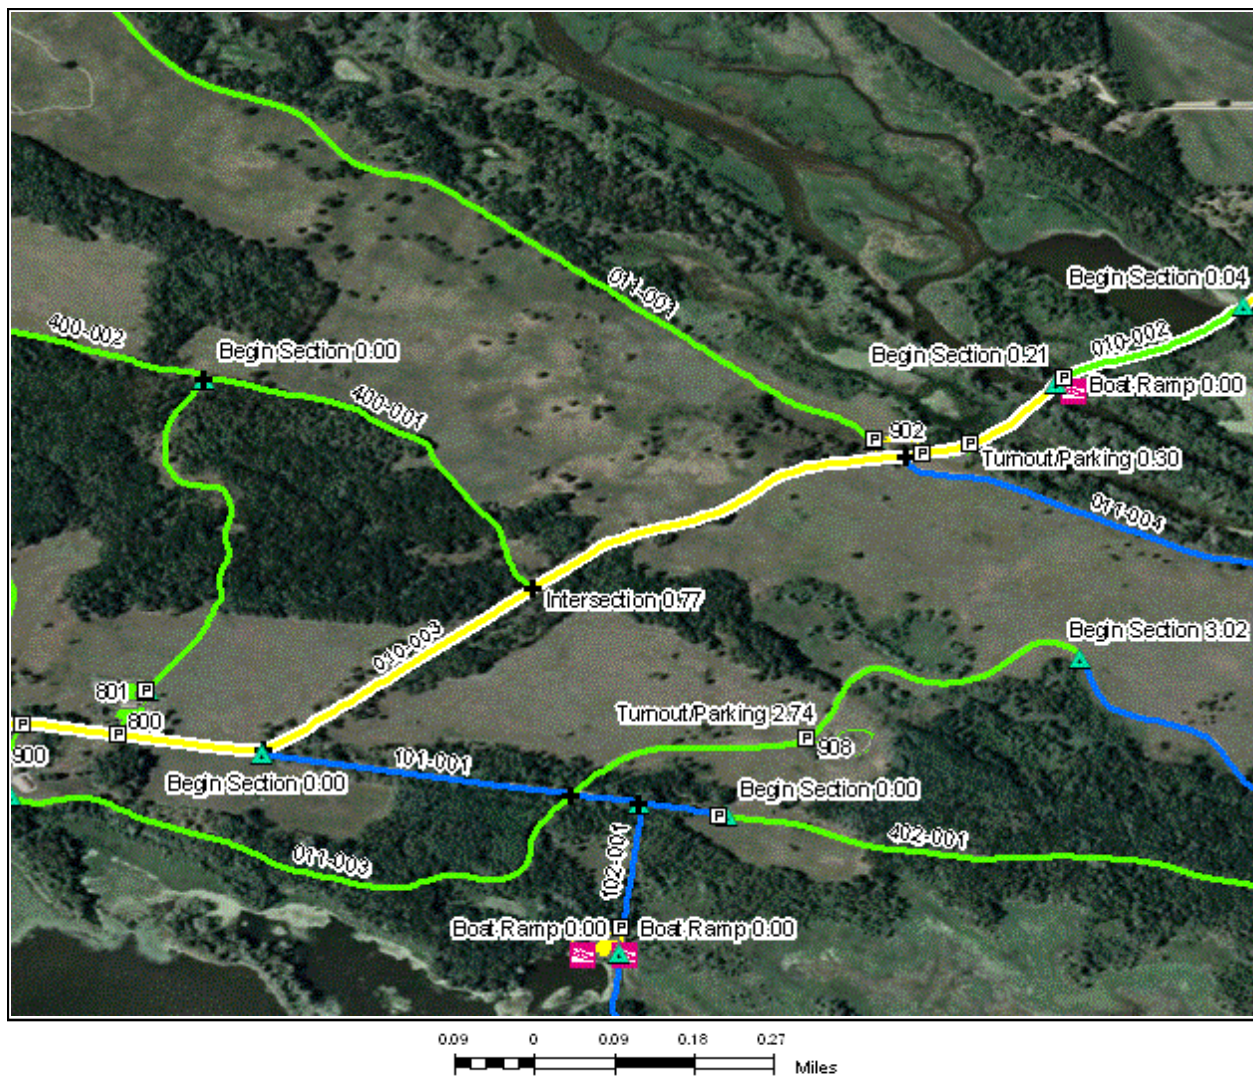 Begin Section 0.04
011-001
010-002
400-002
Begin Section 0.00
Begin Section 0.21
Boat Ramp 0.00
400-001
902
Turnout/Parking 0.30
011-004
Intersection 0.77
010-003
Begin Section 3.02
801
800
Turnout/Parking 2.74
908
900
101-001
Begin Section 0.00
Begin Section 0.00
402-001
011-003
102-001
Boat Ramp 0.00
Boat Ramp 0.00
0.09 0 0.09 0.18 0.27
Miles